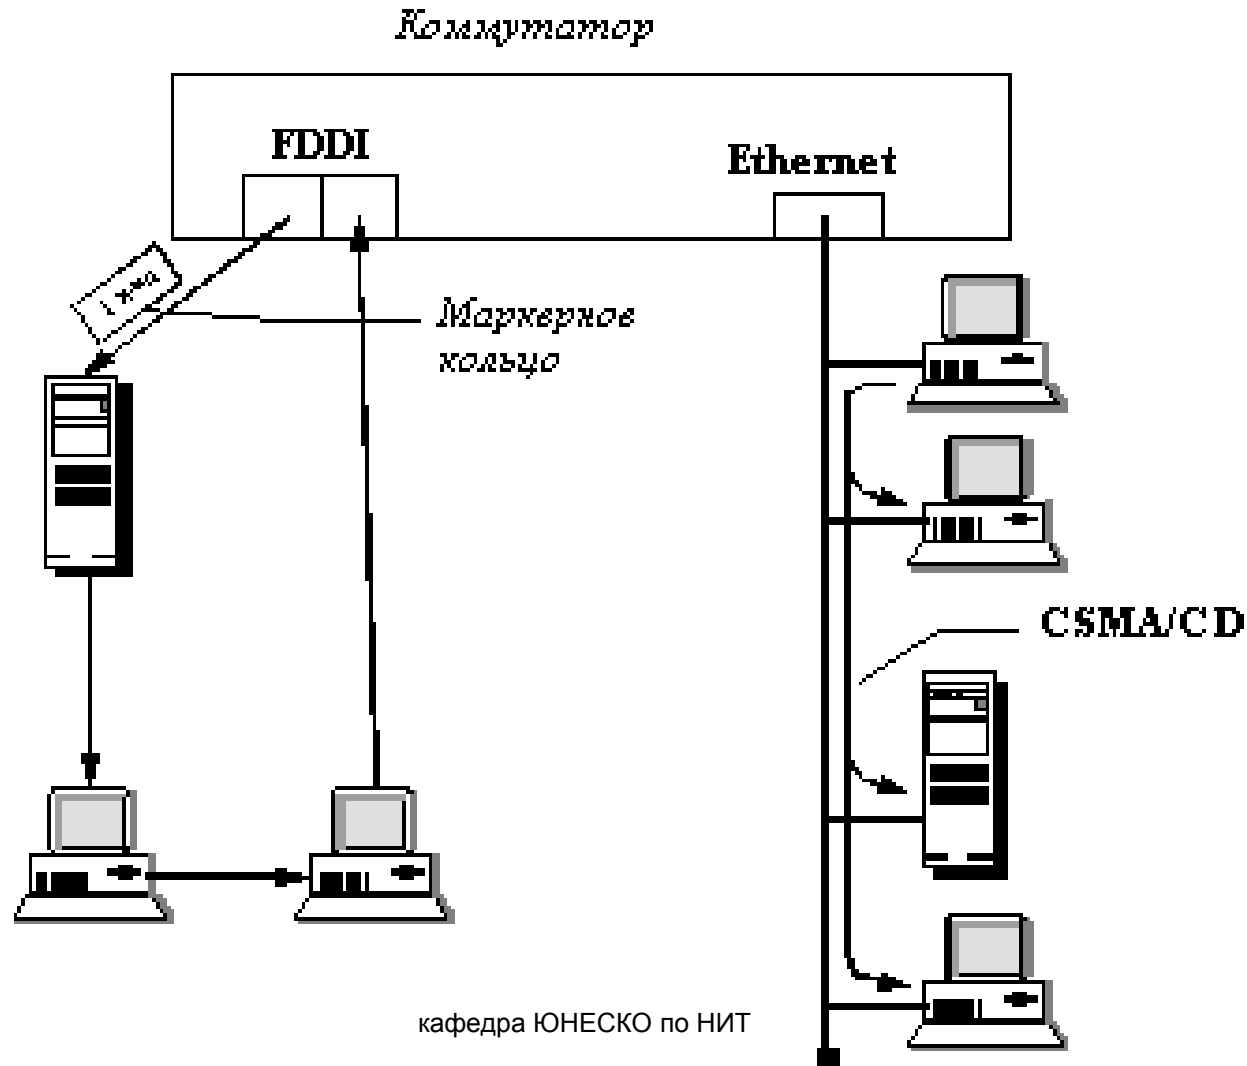 Коммутатор
FDDI
Ethernet
Маркерное
кольцо
CSMA/CD
кафедра ЮНЕСКО по НИТ